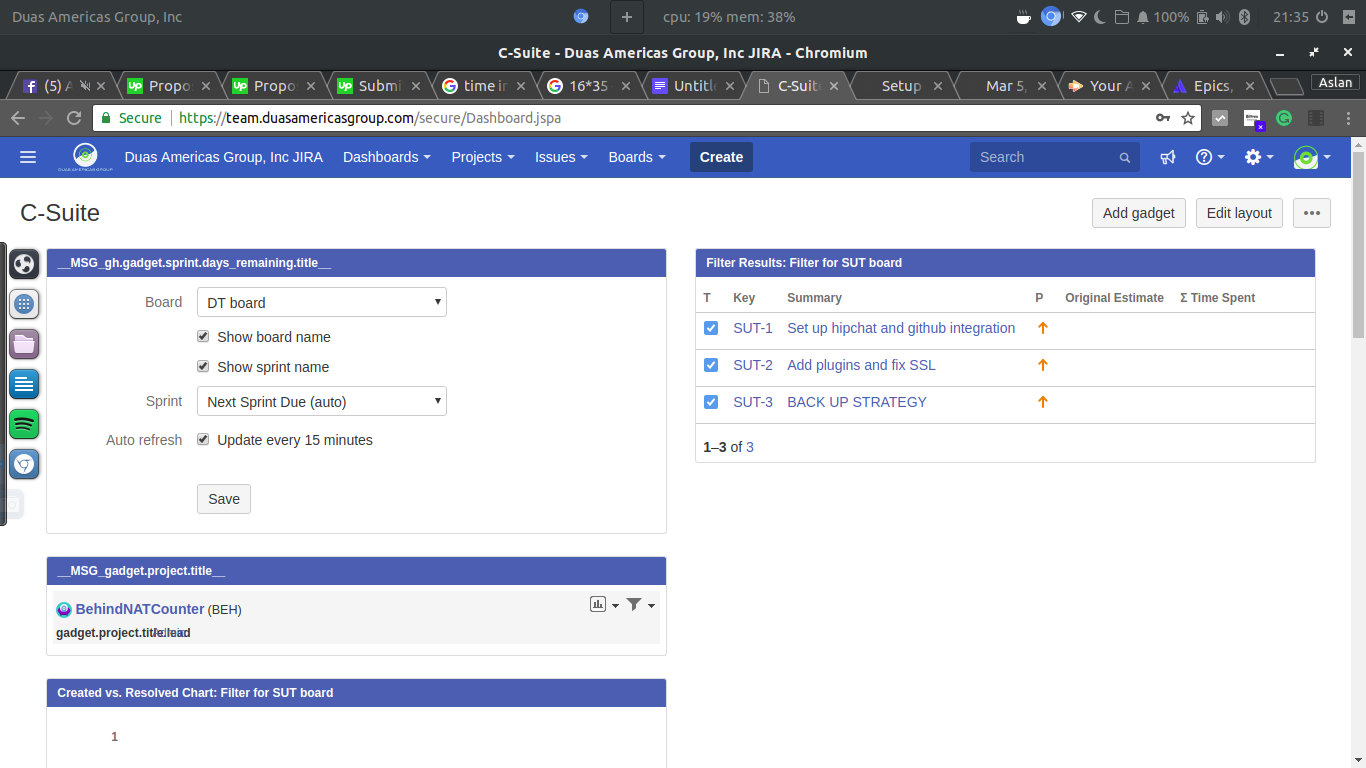 Duas Americas Group, Inc
cpu: 19% mem: 38%
100%
21:35
C-Suite - Duas Americas Group, Inc JIRA - Chromium
(5) A
Propo
Propo
Submi
time in
16*35
Untitle
C-Suit
Setup
Mar 5,
Your A
Epics,
Aslan
Secure
https://team.duasamericasgroup.com/secure/Dashboard.jspa
Duas Americas Group, Inc JIRA
Dashboards
Projects
Issues
Boards
Create
Search
C-Suite
Add gadget
Edit layout
__MSG_gh.gadget.sprint.days_remaining.title__
Board
DT board
Show board name
Show sprint name
Sprint
Next Sprint Due (auto)
Auto refresh
Update every 15 minutes
Save
__MSG_gadget.project.title__
BehindNATCounter (BEH)
gadget.project.title.lead
Created vs. Resolved Chart: Filter for SUT board
1
Filter Results: Filter for SUT board
T Key Summary P Original Estimate Σ Time Spent
SUT-1 Set up hipchat and github integration
SUT-2 Add plugins and fix SSL
SUT-3 BACK UP STRATEGY
1–3 of 3